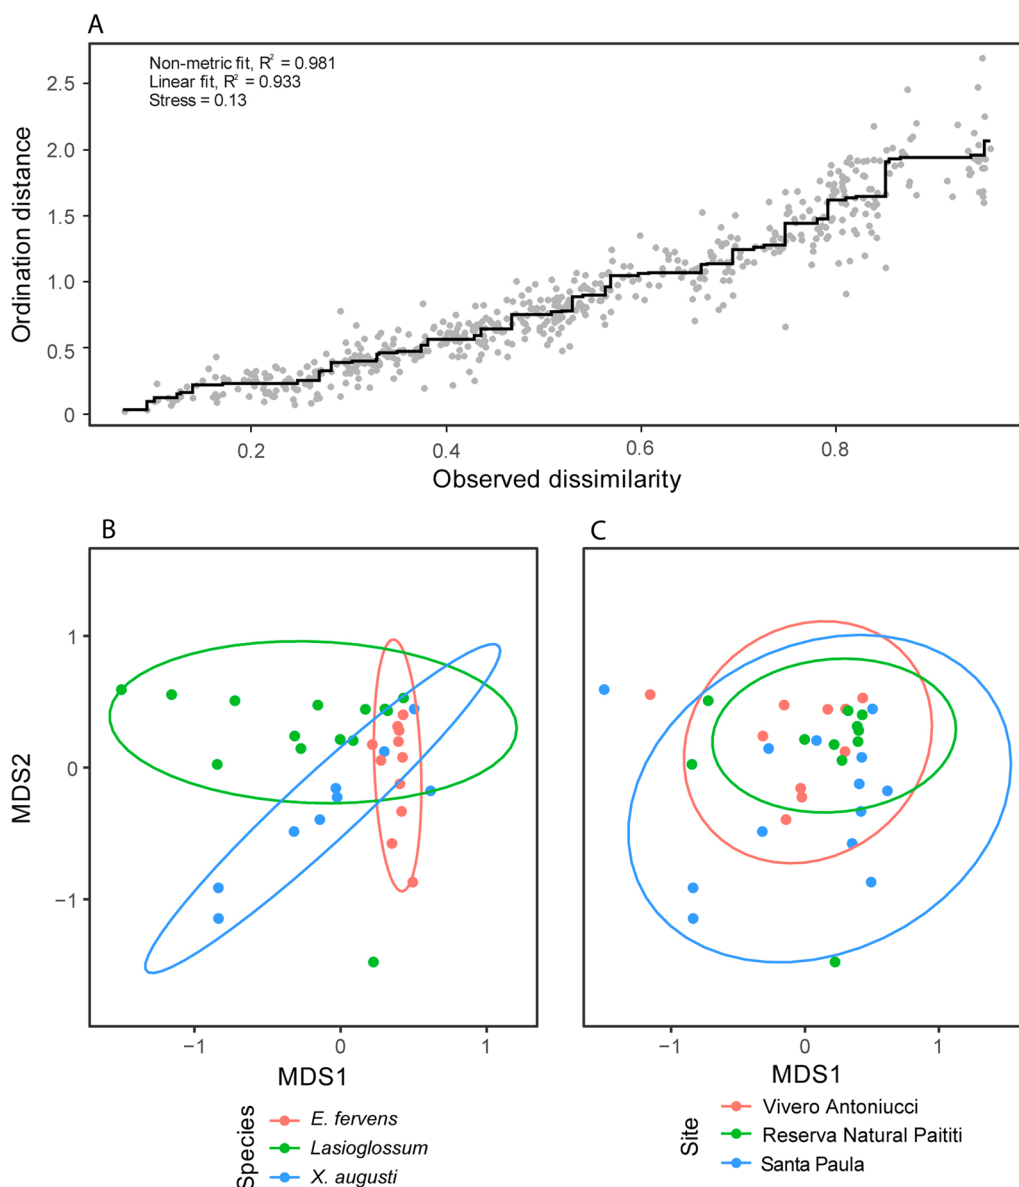 A
Non-metric fit, R² = 0.981
Linear fit, R² = 0.933
Stress = 0.13
Ordination distance
2.5
2.0
1.5
1.0
0.5
0
0.2
0.4
0.6
0.8
Observed dissimilarity
B
MDS2
1
0
−1
−1
0
1
MDS1
Species
E. fervens
Lasioglossum
X. augusti
C
−1
0
1
MDS1
Site
Vivero Antoniucci
Reserva Natural Paititi
Santa Paula